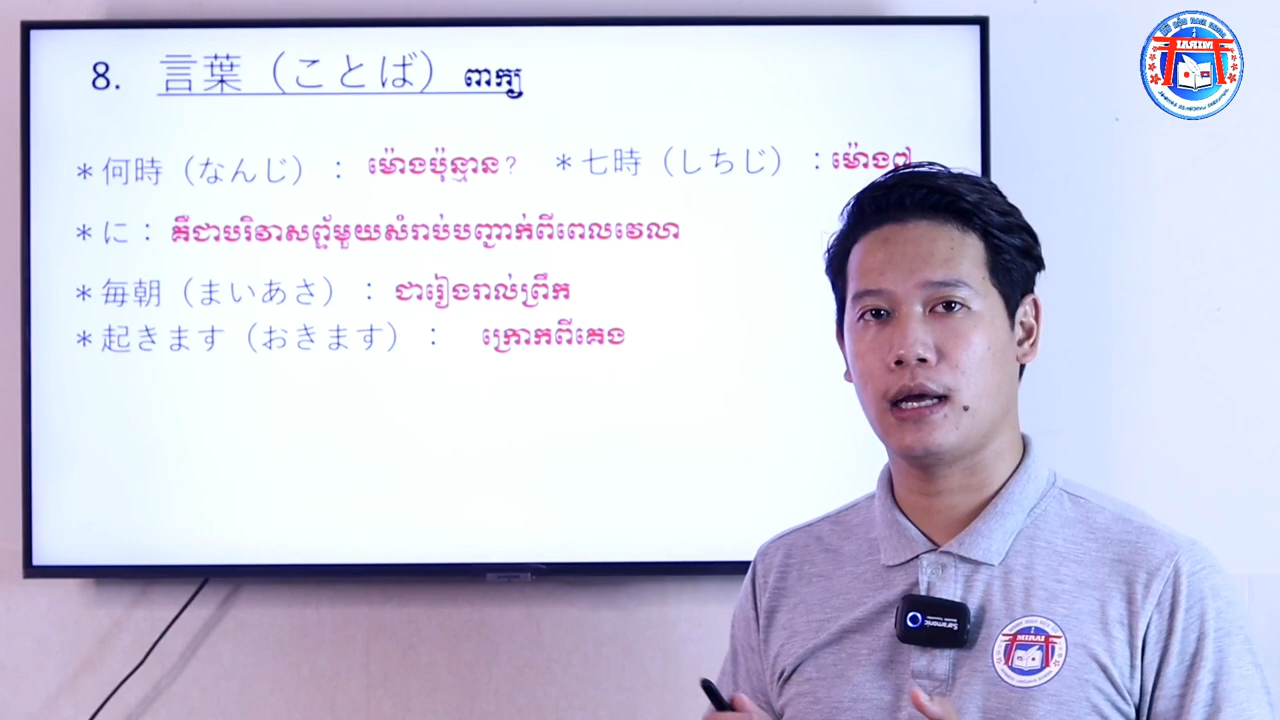 8. 言葉（ことば）ពាក្យ
＊何時（なんじ）： ម៉ោងប៉ុន្មាន? ＊七時（しちじ）：ម៉ោង៧
＊に：គឺជាបរិវាសព្ទ័មួយសំរាប់បញ្ជាក់ពីពេលវេលា
＊毎朝（まいあさ）：ជារៀងរាល់ព្រឹក
＊起きます（おきます）： ក្រោកពីគេង
Saramonic
MIRAI